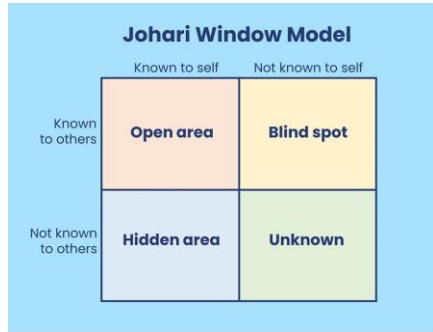 Johari Window Model
Known to self
Not known to self
Known
to others
Open area
Blind spot
Not known
to others
Hidden area
Unknown